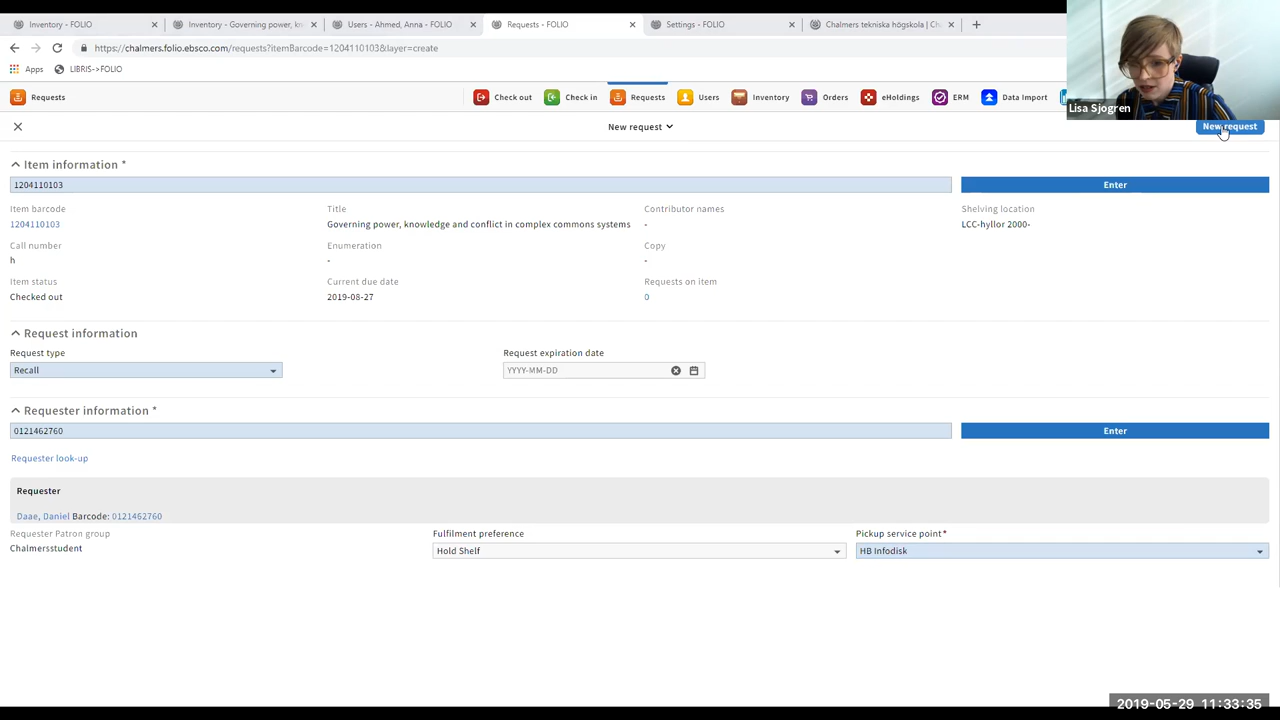 Inventory - FOLIO
Inventory - Governing power, kn
Users - Ahmed, Anna - FOLIO
Requests - FOLIO
Settings - FOLIO
Chalmers tekniska högskola | Ch
https://chalmers.folio.ebsco.com/requests?itemBarcode=1204110103&layer=create
Apps
LIBRIS->FOLIO
Requests
Check out
Check in
Requests
Users
Inventory
Orders
eHoldings
ERM
Data Import
Lisa Sjögren
New request
New request
Item information *
1204110103
Enter
Item barcode
Title
Contributor names
Shelving location
1204110103
Governing power, knowledge and conflict in complex commons systems
-
LCC-hyllor 2000-
Call number
Enumeration
Copy
h
-
-
Item status
Current due date
Requests on item
Checked out
2019-08-27
0
Request information
Request type
Request expiration date
Recall
YYYY-MM-DD
Requester information *
0121462760
Enter
Requester look-up
Requester
Daae, Daniel Barcode: 0121462760
Requester Patron group
Fulfilment preference
Pickup service point*
Chalmersstudent
Hold Shelf
HB Infodisk
2019-05-29 11:33:35